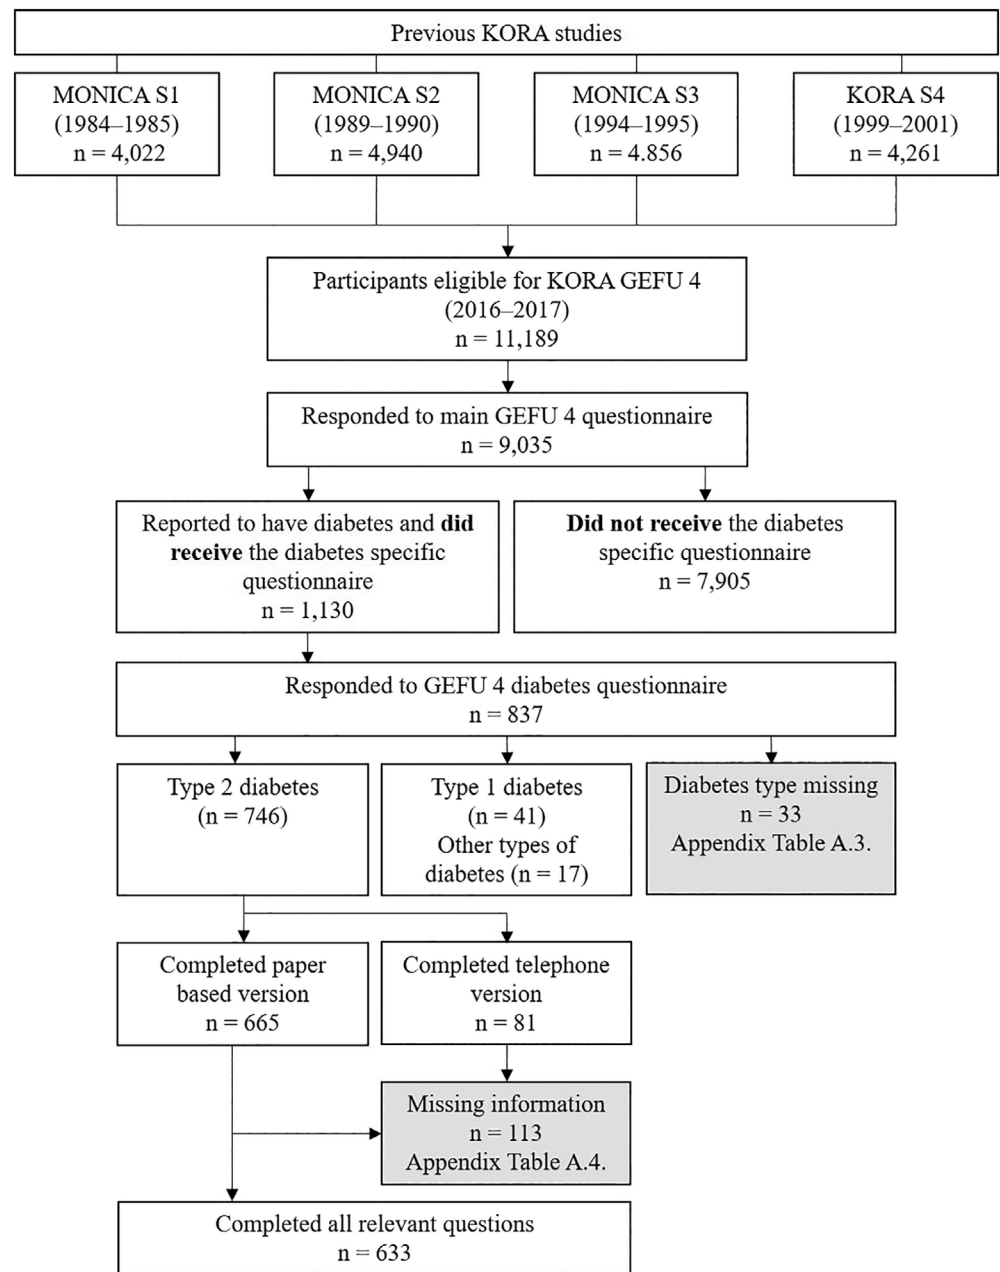 Previous KORA studies
MONICA S1
(1984–1985)
n = 4,022
MONICA S2
(1989–1990)
n = 4,940
MONICA S3
(1994–1995)
n = 4.856
KORA S4
(1999–2001)
n = 4,261
Participants eligible for KORA GEFU 4
(2016–2017)
n = 11,189
Responded to main GEFU 4 questionnaire
n = 9,035
Reported to have diabetes and did
receive the diabetes specific
questionnaire
n = 1,130
Did not receive the diabetes
specific questionnaire
n = 7,905
Responded to GEFU 4 diabetes questionnaire
n = 837
Type 2 diabetes
(n = 746)
Type 1 diabetes
(n = 41)
Other types of
diabetes (n = 17)
Diabetes type missing
n = 33
Appendix Table A.3.
Completed paper
based version
n = 665
Completed telephone
version
n = 81
Missing information
n = 113
Appendix Table A.4.
Completed all relevant questions
n = 633